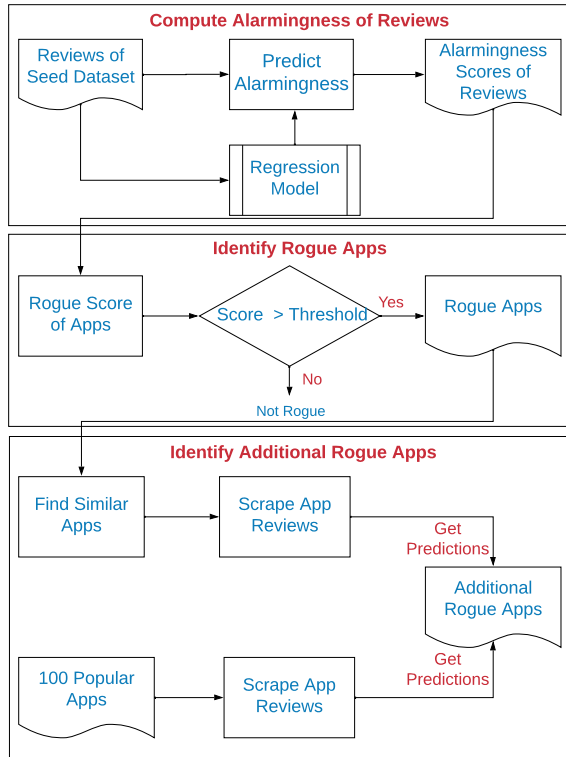 Compute Alarmingness of Reviews
Reviews of
Seed Dataset
Predict
Alarmingness
Alarmingness
Scores of
Reviews
Regression
Model
Identify Rogue Apps
Rogue Score
of Apps
Score > Threshold
Yes
Rogue Apps
No
Not Rogue
Identify Additional Rogue Apps
Find Similar
Apps
Scrape App
Reviews
Get
Predictions
Additional
Rogue Apps
100 Popular
Apps
Scrape App
Reviews
Get
Predictions